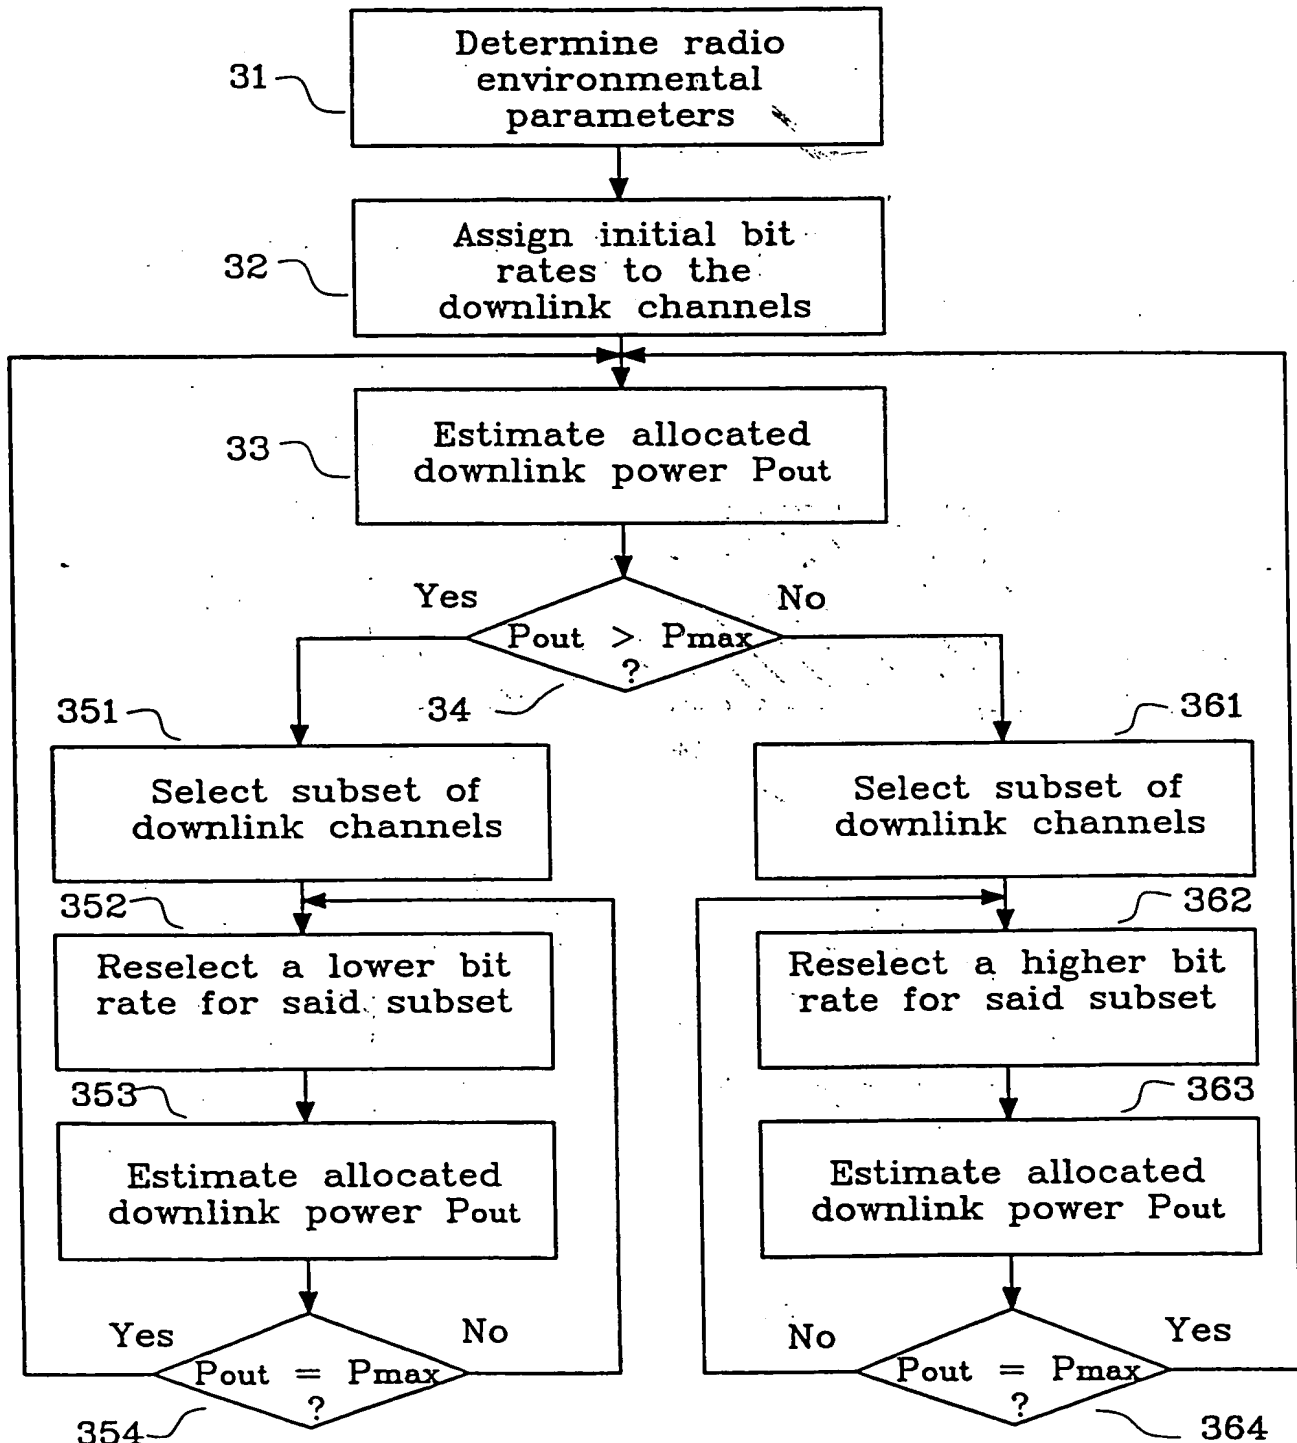 Determine radio
environmental
parameters
31
Assign initial bit
rates to the
downlink channels
32
Estimate allocated
downlink power Pout
33
Yes
No
Pout > Pmax
?
34
351
361
Select subset of
downlink channels
Select subset of
downlink channels
352
362
Reselect a lower bit
rate for said subset
Reselect a higher bit
rate for said subset
353
363
Estimate allocated
downlink power Pout
Estimate allocated
downlink power Pout
Yes
No
No
Yes
Pout = Pmax
?
Pout = Pmax
?
354
364